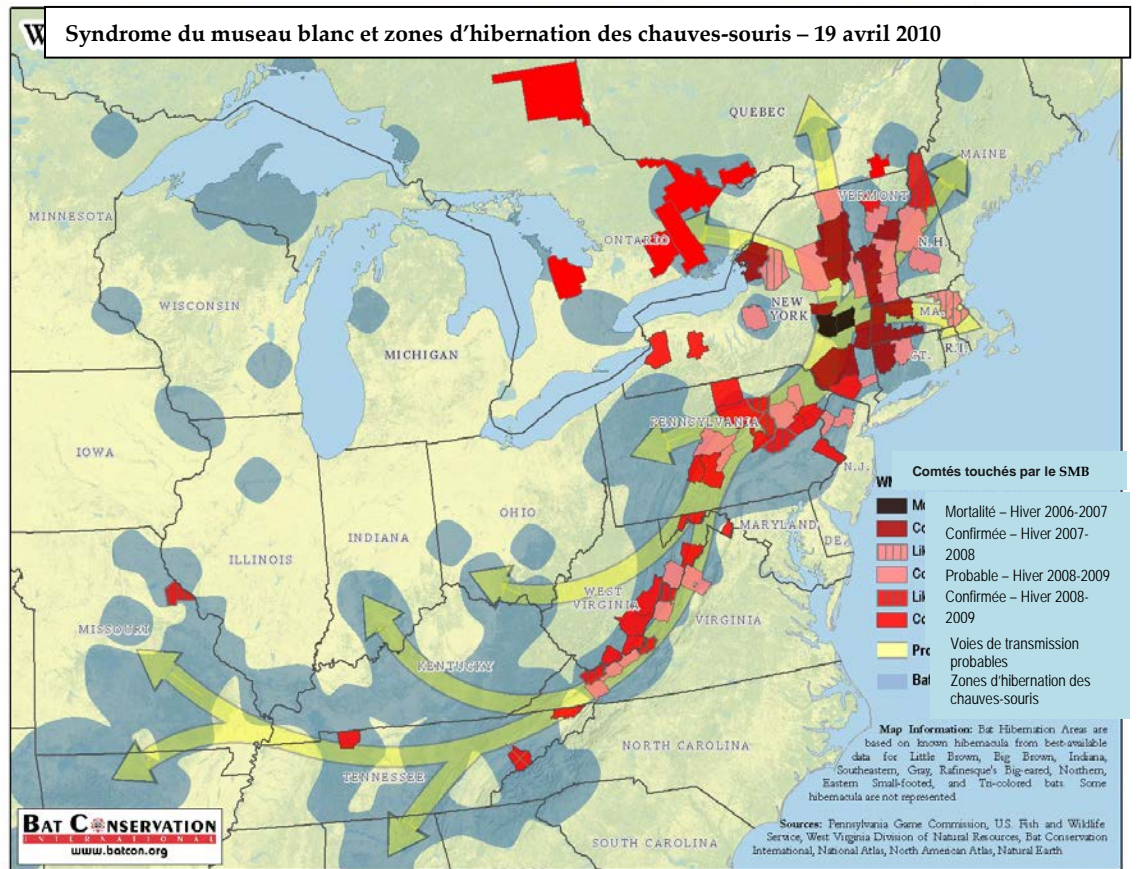 Syndrome du museau blanc et zones d’hibernation des chauves-souris – 19 avril 2010
QUEBEC
MAINE
VERMONT
MINNESOTA
ONTARIO
N.H.
WISCONSIN
NEW
YORK
MA.
MICHIGAN
CT.
R.I.
PENNSYLVANIA
IOWA
N.J.
OHIO
MARYLAND
DE.
INDIANA
ILLINOIS
WEST
VIRGINIA
VIRGINIA
MISSOURI
KENTUCKY
NORTH CAROLINA
TENNESSEE
SOUTH CAROLINA
Comtés touchés par le SMB
Mortalité – Hiver 2006-2007
Confirmée – Hiver 2007-
2008
Probable – Hiver 2008-2009
Confirmée – Hiver 2008-
2009
Voies de transmission
probables
Zones d’hibernation des
chauves-souris
Map Information: Bat Hibernation Areas are
based on known hibernacula from best-available
data for Little Brown, Big Brown, Indiana,
Southeastern, Gray, Rafinesque's Big-eared, Northern,
Eastern Small-footed, and Tri-colored bats. Some
hibernacula are not represented
Sources: Pennsylvania Game Commission, U.S. Fish and Wildlife
Service, West Virginia Division of Natural Resources, Bat Conservation
International, National Atlas, North American Atlas, Natural Earth
BAT CONSERVATION
INTERNATIONAL
www.batcon.org